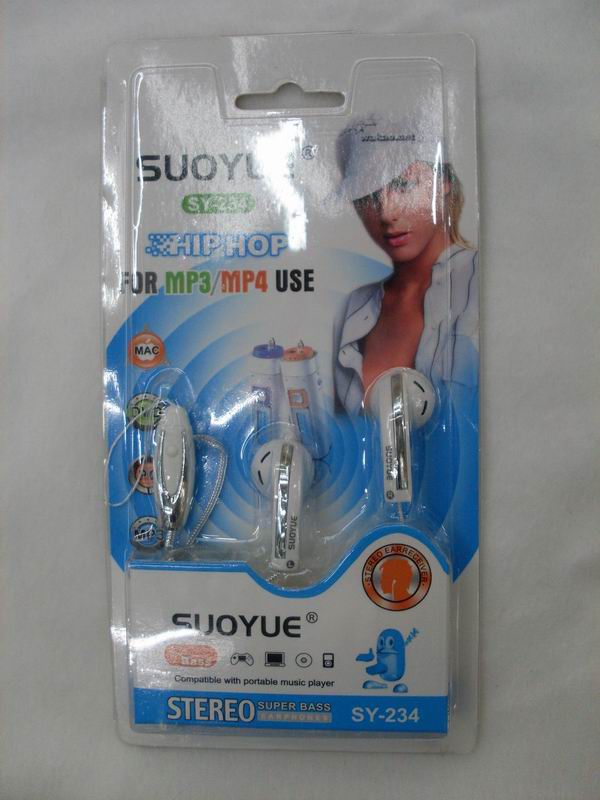 SUOYUE®
SY-234
HIPHOP
FOR MP3/MP4 USE
MAC
SUOYUE
SUOYUE
STEREO EARRECEIVER
SUOYUE®
Bass
Compatible with portable music player
STEREO SUPER BASS
EARPHONES
SY-234